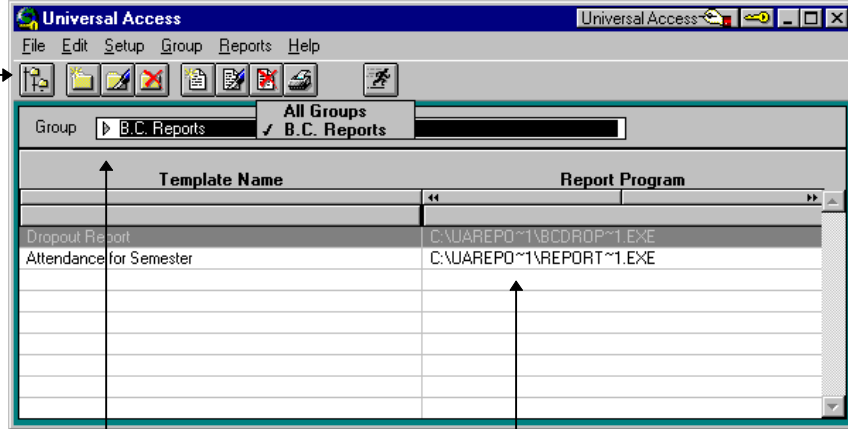 Universal Access Universal Access
File Edit Setup Group Reports Help
All Groups
Group B.C. Reports ✓ B.C. Reports
Template Name Report Program
Dropout Report C:\UAREPO~1\BCDROP~1.EXE
Attendance for Semester C:\UAREPO~1\REPORT~1.EXE